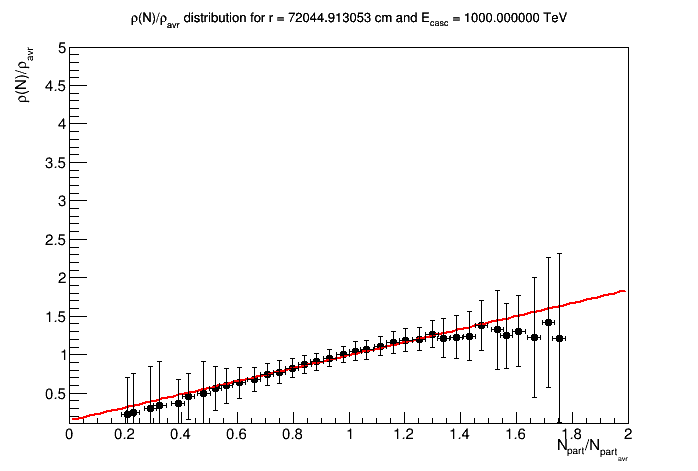 ρ(N)/ρavr distribution for r = 72044.913053 cm and Ecasc = 1000.000000 TeV
ρ(N)/ρavr
5
4.5
4
3.5
3
2.5
2
1.5
1
0.5
0 0.2 0.4 0.6 0.8 1 1.2 1.4 1.6 1.8 2
Npart/Npartavr